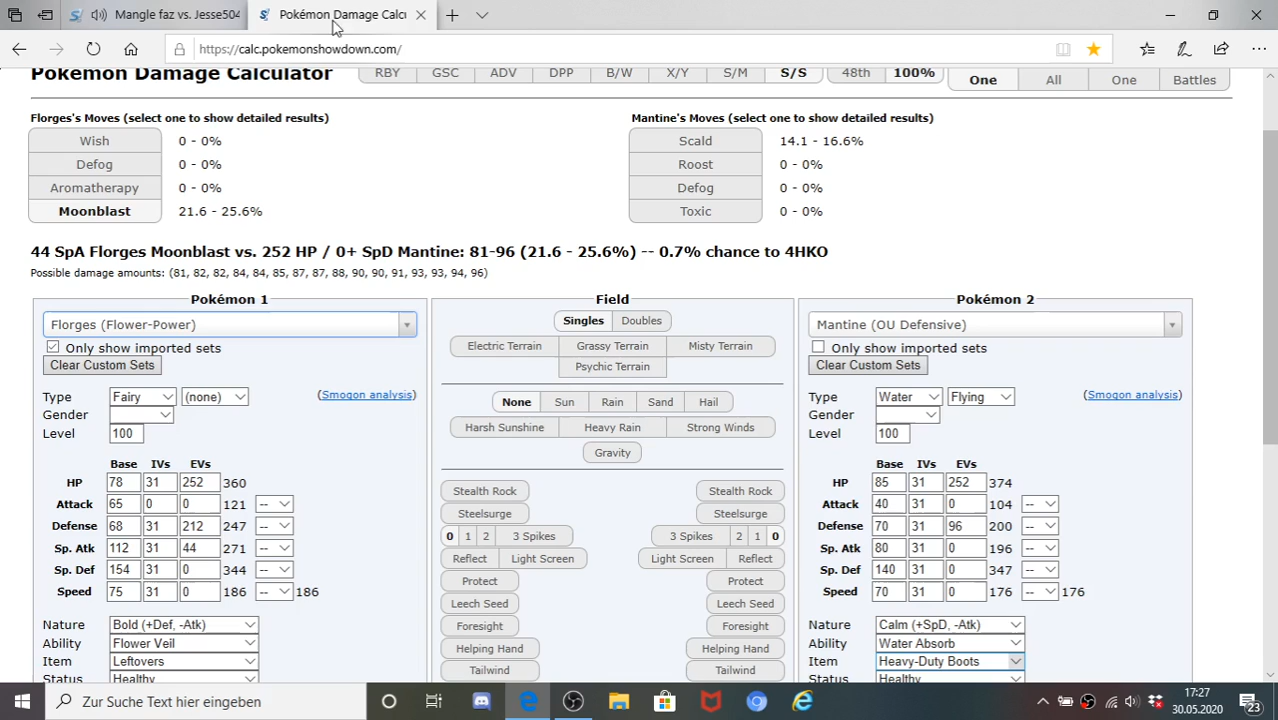 Mangle faz vs. Jesse504
Pokémon Damage Calcu
https://calc.pokemonshowdown.com/
Pokémon Damage Calculator
RBY GSC ADV DPP B/W X/Y S/M S/S 48th 100% One All One Battles
Florges's Moves (select one to show detailed results)
Wish 0 - 0%
Defog 0 - 0%
Aromatherapy 0 - 0%
Moonblast 21.6 - 25.6%
Mantine's Moves (select one to show detailed results)
Scald 14.1 - 16.6%
Roost 0 - 0%
Defog 0 - 0%
Toxic 0 - 0%
44 SpA Florges Moonblast vs. 252 HP / 0+ SpD Mantine: 81-96 (21.6 - 25.6%) -- 0.7% chance to 4HKO
Possible damage amounts: (81, 82, 82, 84, 84, 85, 87, 87, 88, 90, 90, 91, 93, 93, 94, 96)
Pokémon 1
Florges (Flower-Power)
Only show imported sets
Clear Custom Sets
Type Fairy (none) (Smogon analysis)
Gender
Level 100
Base IVs EVs
HP 78 31 252 360
Attack 65 0 0 121 --
Defense 68 31 212 247 --
Sp. Atk 112 31 44 271 --
Sp. Def 154 31 0 344 --
Speed 75 31 0 186 -- 186
Nature Bold (+Def, -Atk)
Ability Flower Veil
Item Leftovers
Status Healthy
Field
Singles Doubles
Electric Terrain Grassy Terrain Misty Terrain
Psychic Terrain
None Sun Rain Sand Hail
Harsh Sunshine Heavy Rain Strong Winds
Gravity
Stealth Rock Stealth Rock
Steelsurge Steelsurge
0 1 2 3 Spikes 3 Spikes 2 1 0
Reflect Light Screen Light Screen Reflect
Protect Protect
Leech Seed Leech Seed
Foresight Foresight
Helping Hand Helping Hand
Tailwind Tailwind
Pokémon 2
Mantine (OU Defensive)
Only show imported sets
Clear Custom Sets
Type Water Flying (Smogon analysis)
Gender
Level 100
Base IVs EVs
HP 85 31 252 374
Attack 40 31 0 104 --
Defense 70 31 96 200 --
Sp. Atk 80 31 0 196 --
Sp. Def 140 31 0 347 --
Speed 70 31 0 176 -- 176
Nature Calm (+SpD, -Atk)
Ability Water Absorb
Item Heavy-Duty Boots
Status Healthy
Zur Suche Text hier eingeben
17:27
30.05.2020
23